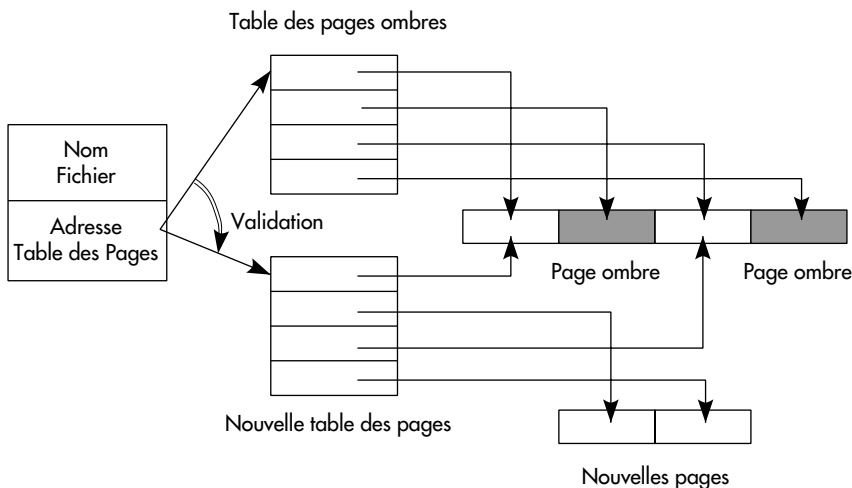 Table des pages ombres
Nom
Fichier
Adresse
Table des Pages
Validation
Page ombre
Page ombre
Nouvelle table des pages
Nouvelles pages